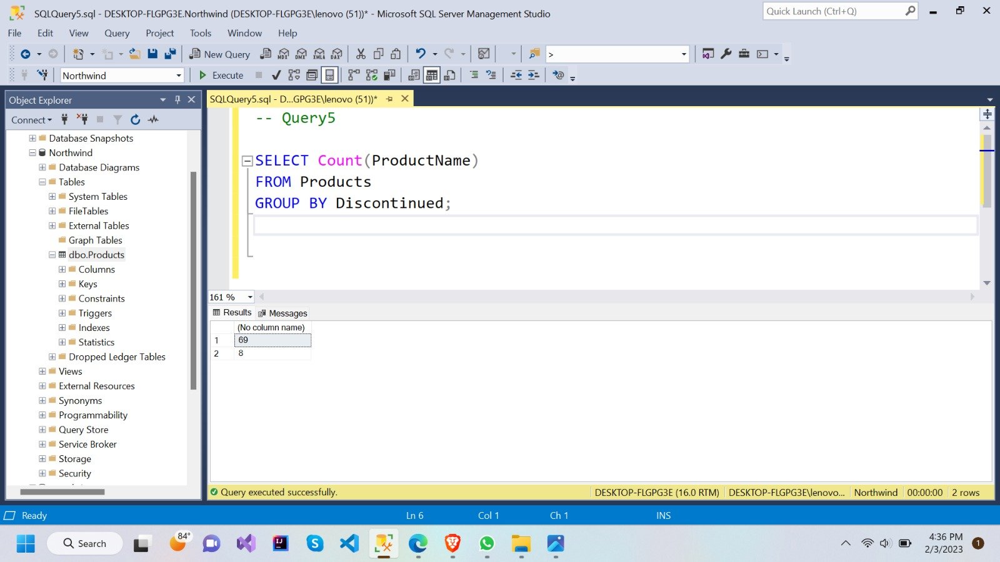 SQLQuery5.sql - DESKTOP-FLGPG3E.Northwind (DESKTOP-FLGPG3E\lenovo (51))* - Microsoft SQL Server Management Studio
Quick Launch (Ctrl+Q)
File Edit View Query Project Tools Window Help
New Query MDX DMX XMLA DAX >
Northwind Execute
Object Explorer
Connect
Database Snapshots
Northwind
Database Diagrams
Tables
System Tables
FileTables
External Tables
Graph Tables
dbo.Products
Columns
Keys
Constraints
Triggers
Indexes
Statistics
Dropped Ledger Tables
Views
External Resources
Synonyms
Programmability
Query Store
Service Broker
Storage
Security
SQLQuery5.sql - D...GPG3E\lenovo (51))*
-- Query5
SELECT Count(ProductName)
FROM Products
GROUP BY Discontinued;
161 %
Results Messages
(No column name)
1 69
2 8
Query executed successfully. DESKTOP-FLGPG3E (16.0 RTM) DESKTOP-FLGPG3E\lenovo... Northwind 00:00:00 2 rows
Ready Ln 6 Col 1 Ch 1 INS
Search 84° IJ 4:36 PM 1
2/3/2023